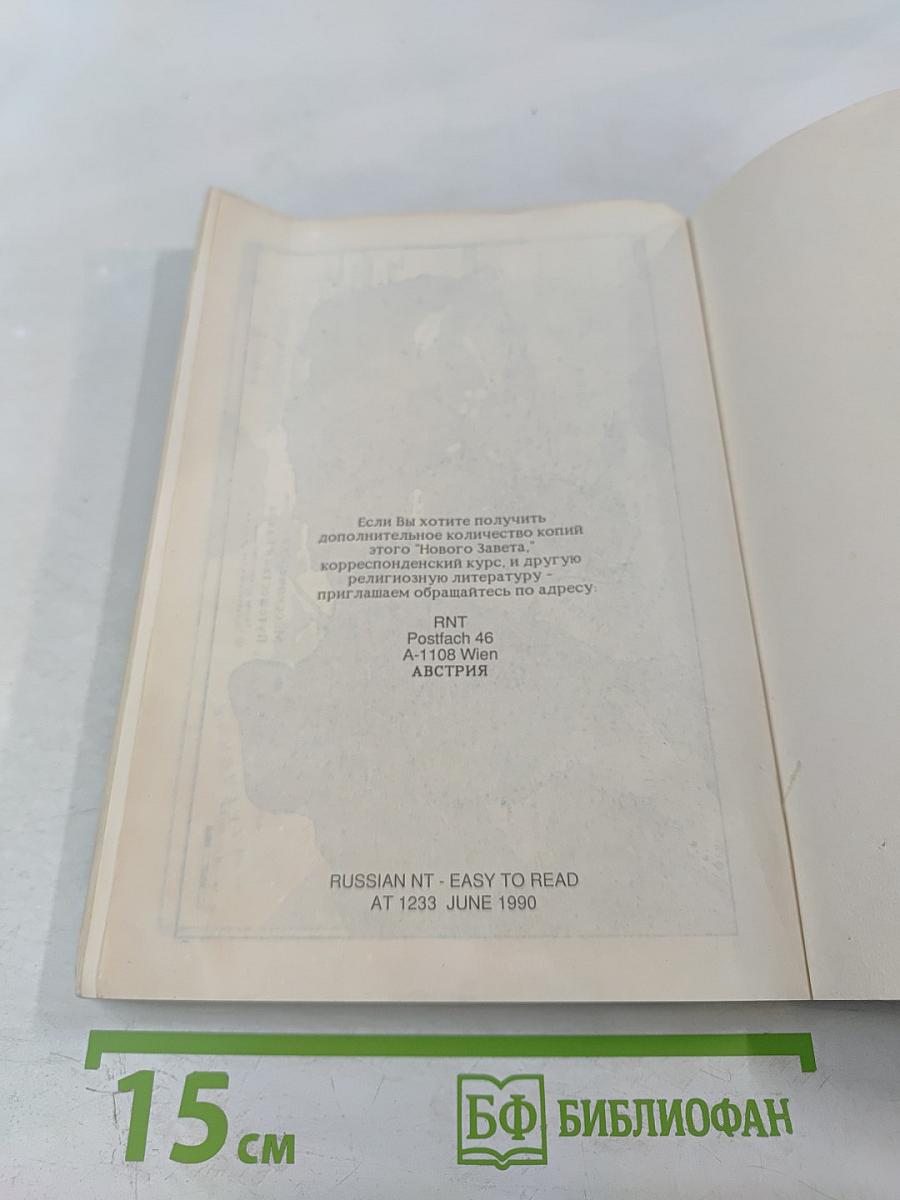 Если Вы хотите получить
дополнительное количество копий
этого "Нового Завета,"
корреспонденский курс, и другую
религиозную литературу -
приглашаем обращайтесь по адресу:
RNT
Postfach 46
A-1108 Wien
АВСТРИЯ
RUSSIAN NT - EASY TO READ
AT 1233 JUNE 1990
15 см
БФ БИБЛИОФАН